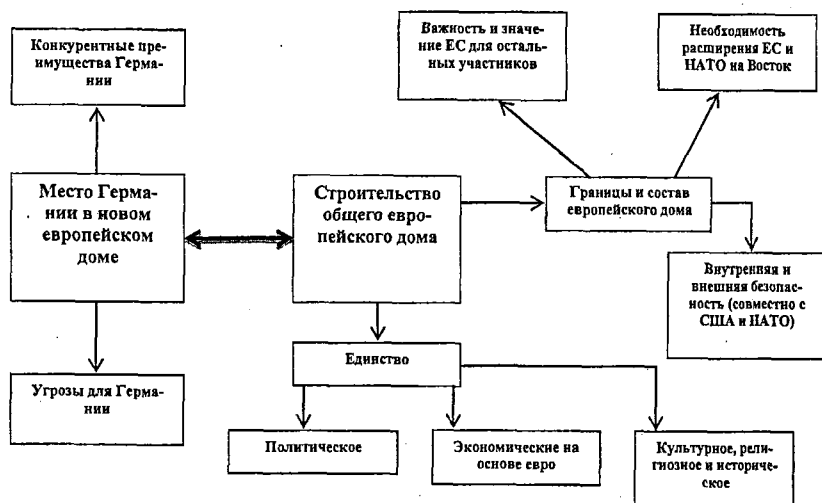 Конкурентные пре-
имущества Герма-
нии
Важность и значе-
ние ЕС для осталь-
ных участников
Необходимость
расширения ЕС и
НАТО на Восток
Место Герма-
нии в новом
европейском
доме
Строительство
общего евро-
пейского дома
Границы и состав
европейского дома
Внутренняя и
внешняя безопас-
ность (совместно с
США и НАТО)
Угрозы для Герма-
нии
Единство
Политическое
Экономические на
основе евро
Культурное, рели-
гиозное и историче-
ское